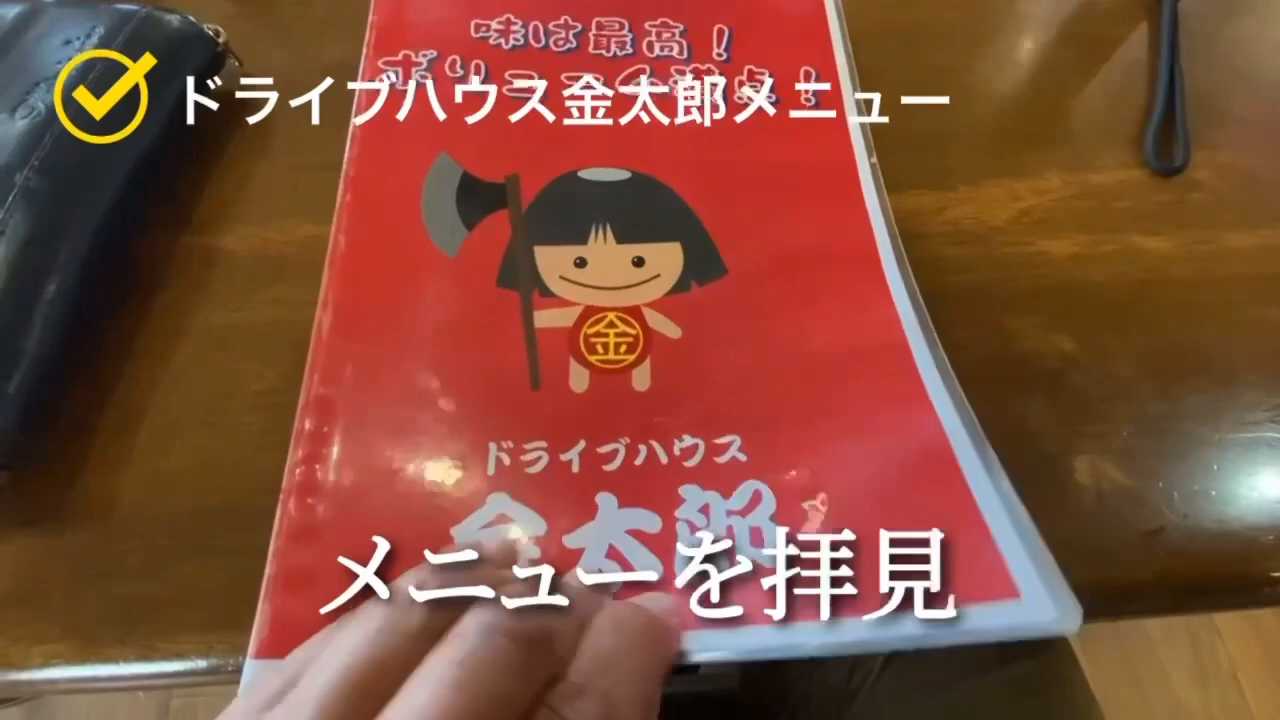 味は最高!
ドライブハウス金太郎メニュー
金
ドライブハウス
金太郎
メニューを拝見